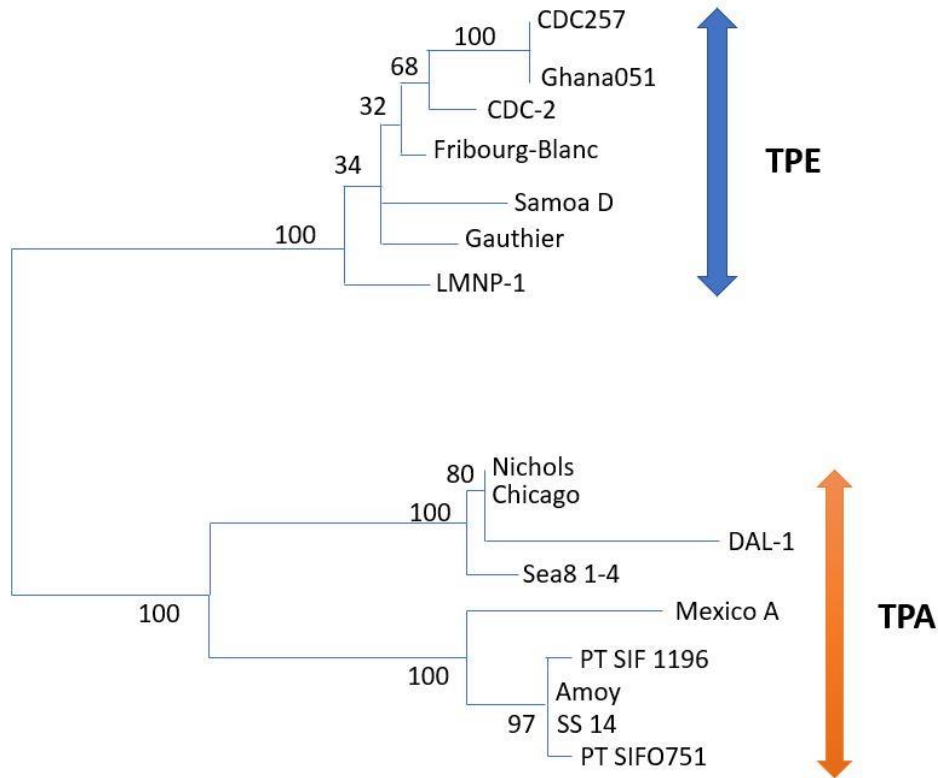 CDC257
100
Ghana051
68
CDC-2
32
Fribourg-Blanc
TPE
34
Samoa D
100
Gauthier
LMNP-1
Nichols
80
Chicago
100
DAL-1
Sea8 1-4
Mexico A
TPA
100
PT SIF 1196
100
Amoy
97
SS 14
PT SIFO751